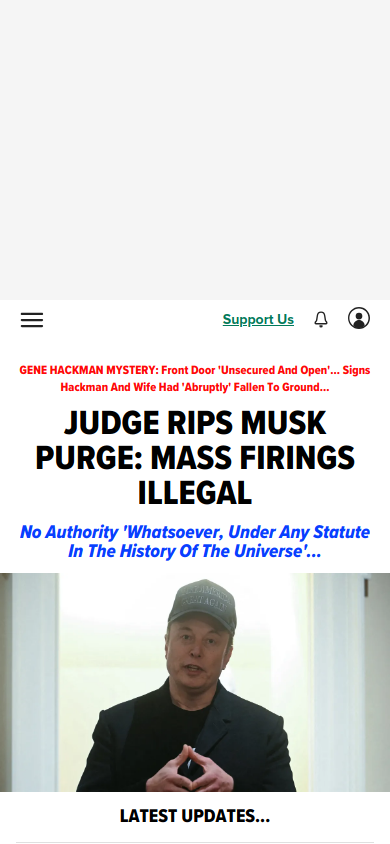 Support Us
GENE HACKMAN MYSTERY: Front Door 'Unsecured And Open'... Signs
Hackman And Wife Had 'Abruptly' Fallen To Ground...
JUDGE RIPS MUSK
PURGE: MASS FIRINGS
ILLEGAL
No Authority 'Whatsoever, Under Any Statute
In The History Of The Universe'...
LATEST UPDATES...